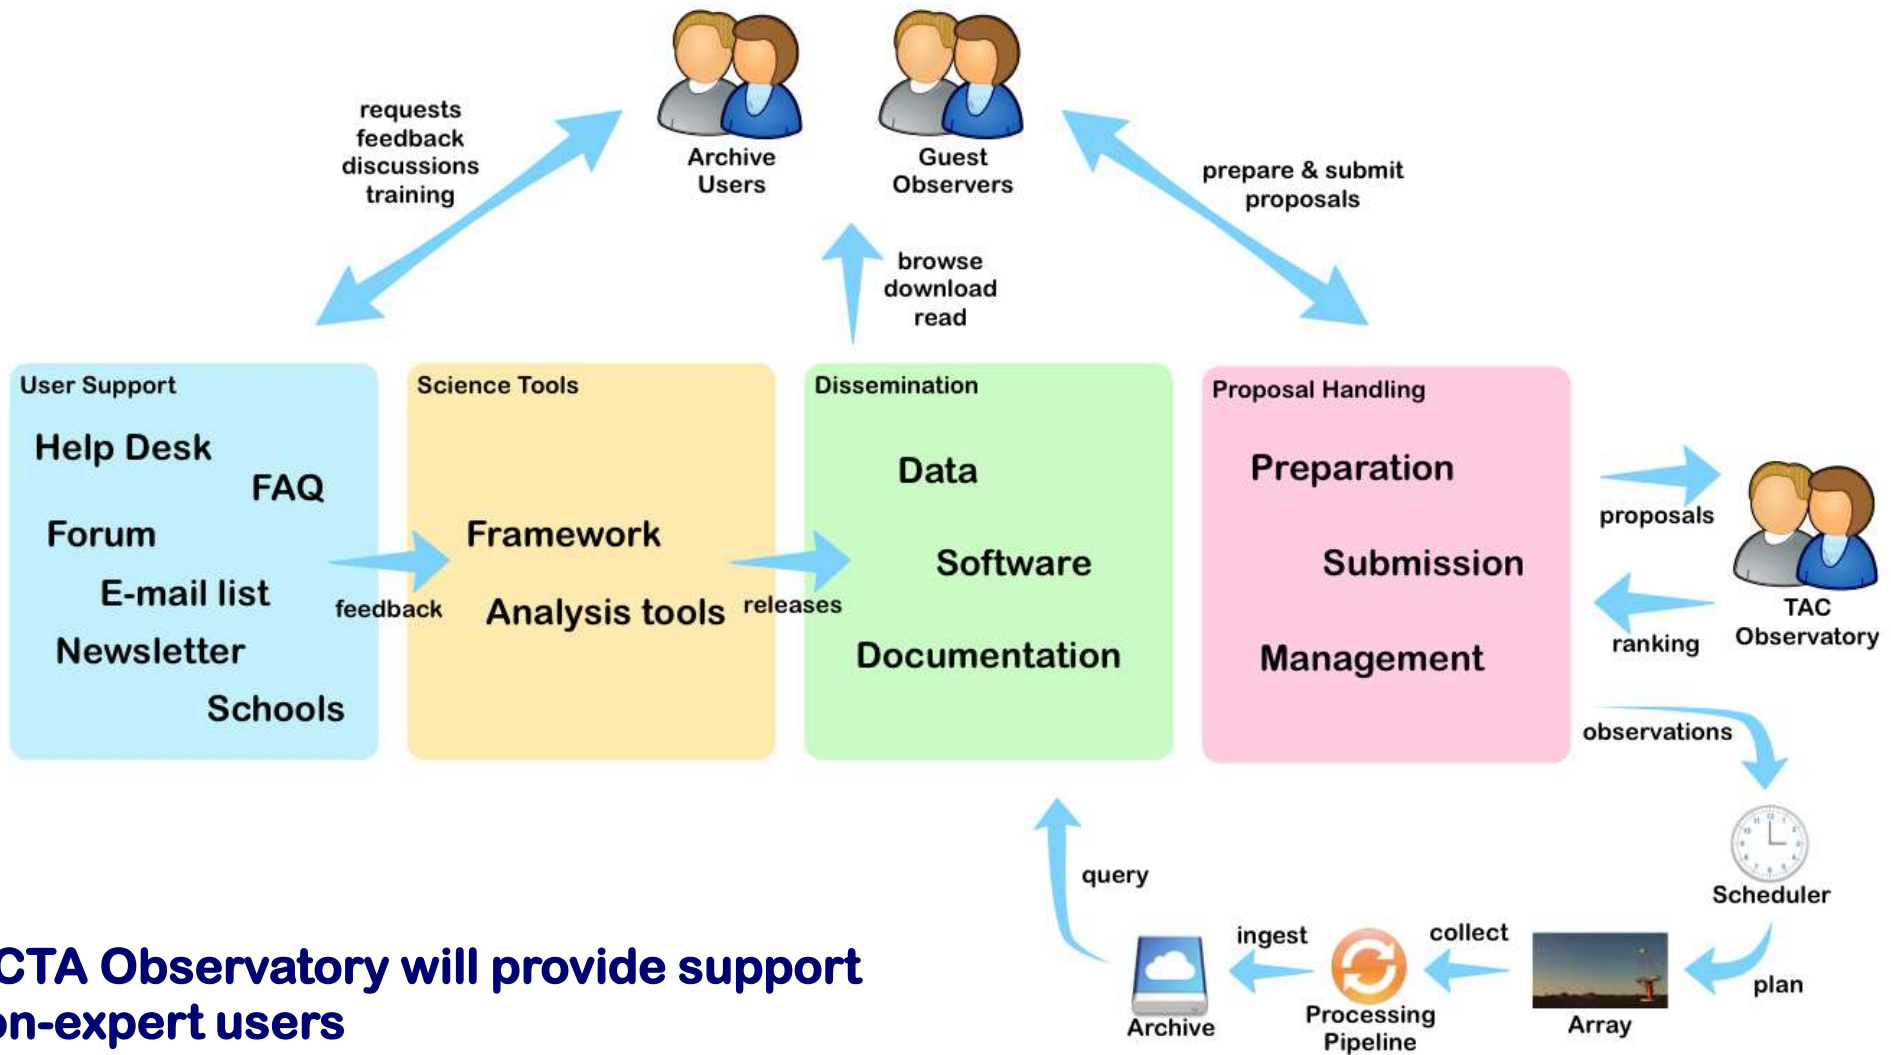 requests
feedback
discussions
training
Archive
Users
Guest
Observers
prepare & submit
proposals
browse
download
read
User Support
Help Desk
FAQ
Forum
E-mail list
Newsletter
Schools
feedback
Science Tools
Framework
Analysis tools
releases
Dissemination
Data
Software
Documentation
Proposal Handling
Preparation
Submission
Management
proposals
TAC
Observatory
ranking
observations
Scheduler
plan
Array
collect
Processing
Pipeline
ingest
Archive
query
CTA Observatory will provide support
on-expert users